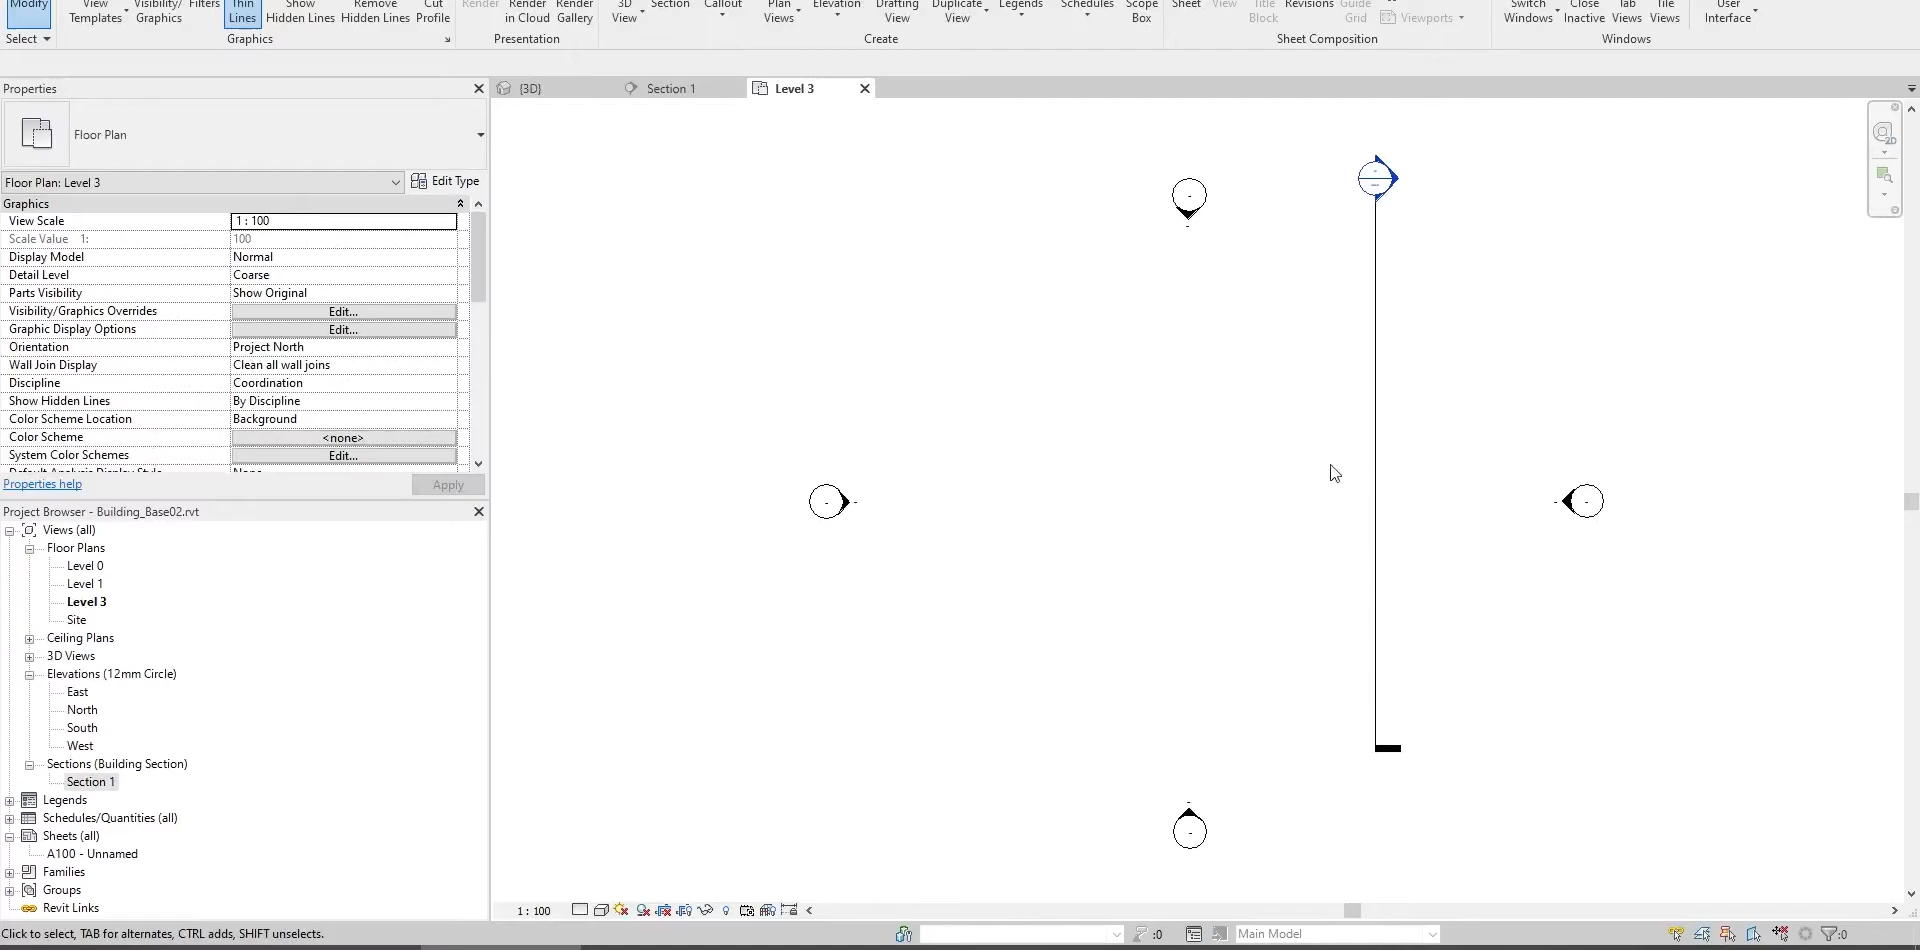 Modify
View Templates
Visibility/ Graphics
Filters
Thin Lines
Show Hidden Lines
Remove Hidden Lines
Cut Profile
Render
Render in Cloud
Render Gallery
3D View
Section
Callout
Plan Views
Elevation
Drafting View
Duplicate View
Legends
Schedules
Scope Box
Sheet
View
Title Block
Revisions
Guide Grid
Viewports
Switch Windows
Close Inactive
Tab Views
Tile Views
User Interface
Select
Graphics
Presentation
Create
Sheet Composition
Windows
Properties
{3D}
Section 1
Level 3
Floor Plan
Floor Plan: Level 3
Edit Type
Graphics
View Scale 1 : 100
Scale Value 1: 100
Display Model Normal
Detail Level Coarse
Parts Visibility Show Original
Visibility/Graphics Overrides Edit...
Graphic Display Options Edit...
Orientation Project North
Wall Join Display Clean all wall joins
Discipline Coordination
Show Hidden Lines By Discipline
Color Scheme Location Background
Color Scheme <none>
System Color Schemes Edit...
Default Analysis Display Style None
Properties help
Apply
Project Browser - Building_Base02.rvt
Views (all)
Floor Plans
Level 0
Level 1
Level 3
Site
Ceiling Plans
3D Views
Elevations (12mm Circle)
East
North
South
West
Sections (Building Section)
Section 1
Legends
Schedules/Quantities (all)
Sheets (all)
A100 - Unnamed
Families
Groups
Revit Links
1 : 100
Click to select, TAB for alternates, CTRL adds, SHIFT unselects.
:0
Main Model
:0